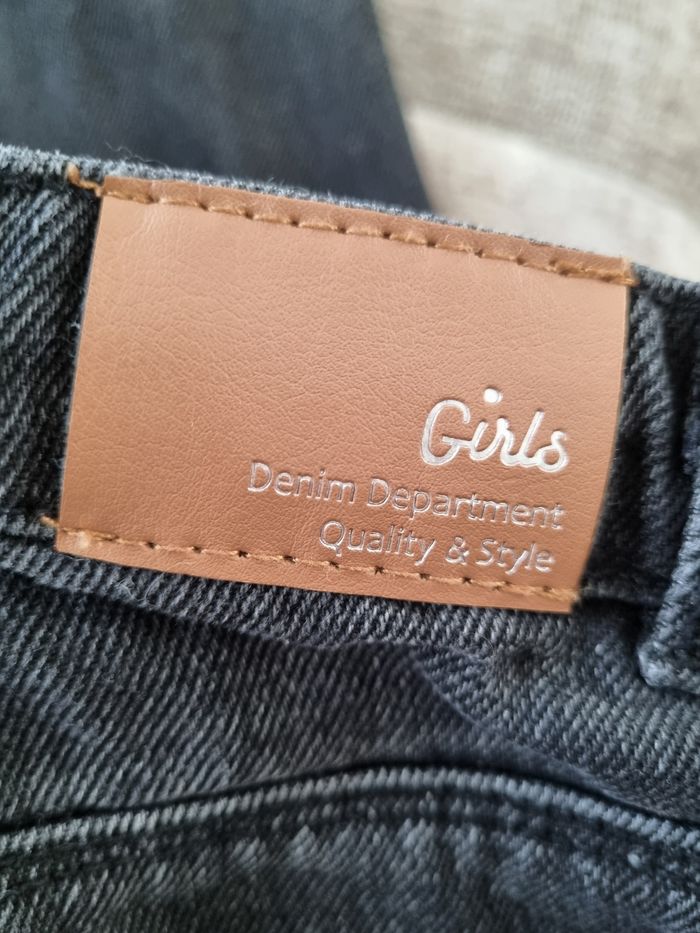 Girls
Denim Department
Quality & Style